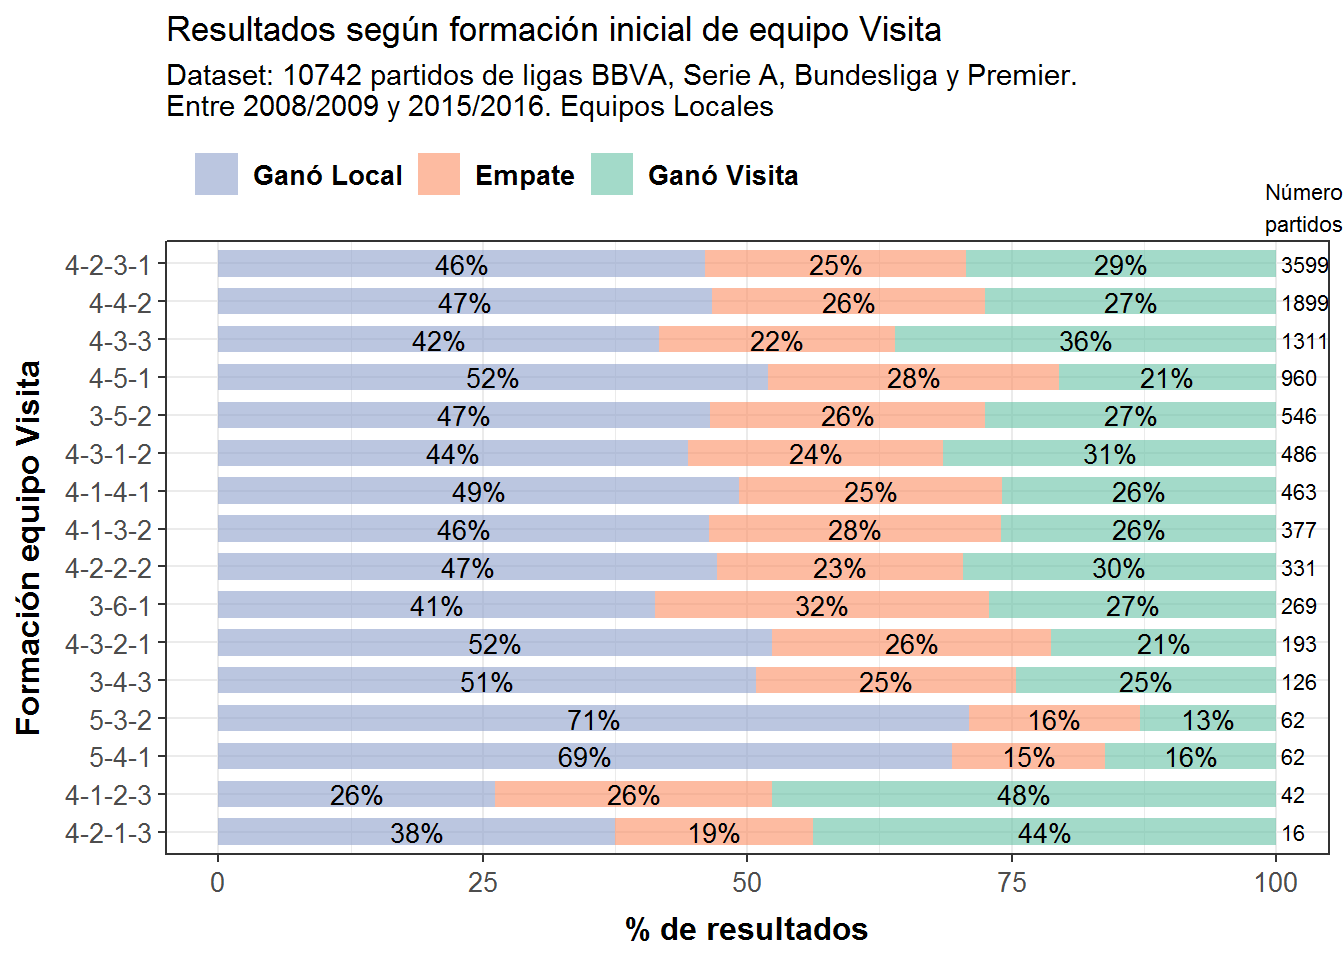 Resultados según formación inicial de equipo Visita
Dataset: 10742 partidos de ligas BBVA, Serie A, Bundesliga y Premier.
Entre 2008/2009 y 2015/2016. Equipos Locales
Ganó Local Empate Ganó Visita
Número
partidos
Formación equipo Visita
4-2-3-1 46% 25% 29% 3599
4-4-2 47% 26% 27% 1899
4-3-3 42% 22% 36% 1311
4-5-1 52% 28% 21% 960
3-5-2 47% 26% 27% 546
4-3-1-2 44% 24% 31% 486
4-1-4-1 49% 25% 26% 463
4-1-3-2 46% 28% 26% 377
4-2-2-2 47% 23% 30% 331
3-6-1 41% 32% 27% 269
4-3-2-1 52% 26% 21% 193
3-4-3 51% 25% 25% 126
5-3-2 71% 16% 13% 62
5-4-1 69% 15% 16% 62
4-1-2-3 26% 26% 48% 42
4-2-1-3 38% 19% 44% 16
0 25 50 75 100
% de resultados